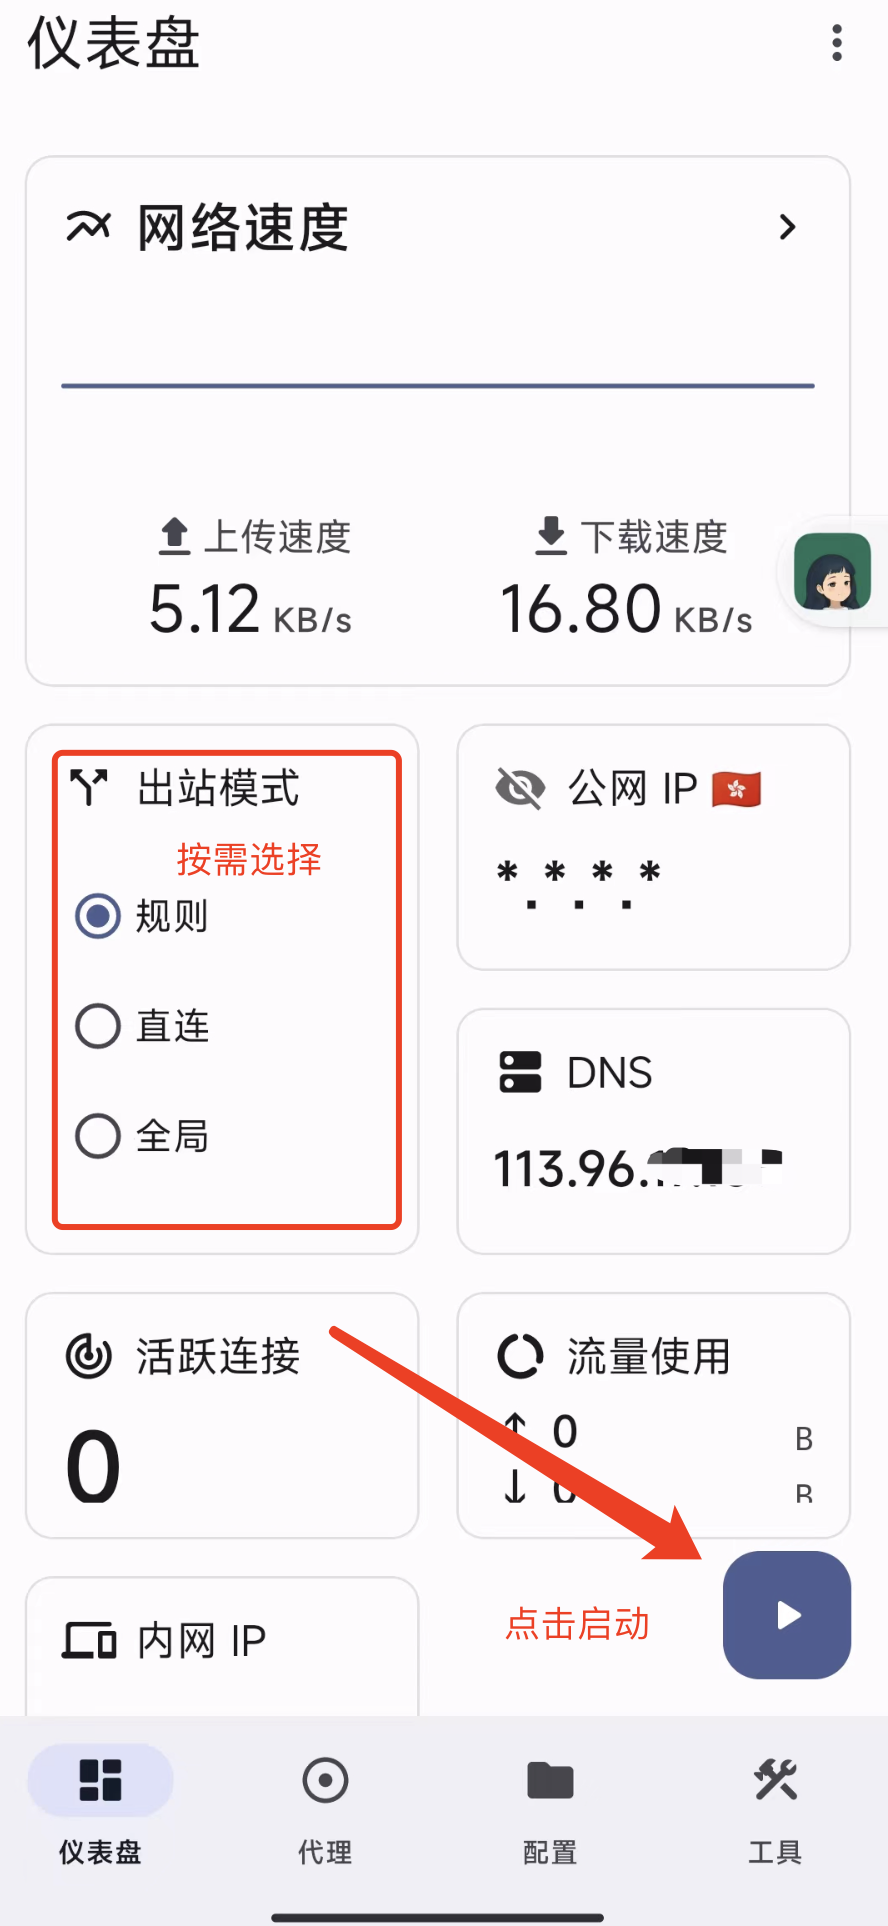 仪表盘
网络速度
上传速度
5.12 KB/s
下载速度
16.80 KB/s
出站模式
按需选择
规则
直连
全局
公网 IP
*.*.*.*
DNS
113.96.
活跃连接
0
流量使用
↑ 0 B
↓ 0 B
点击启动
内网 IP
仪表盘
代理
配置
工具